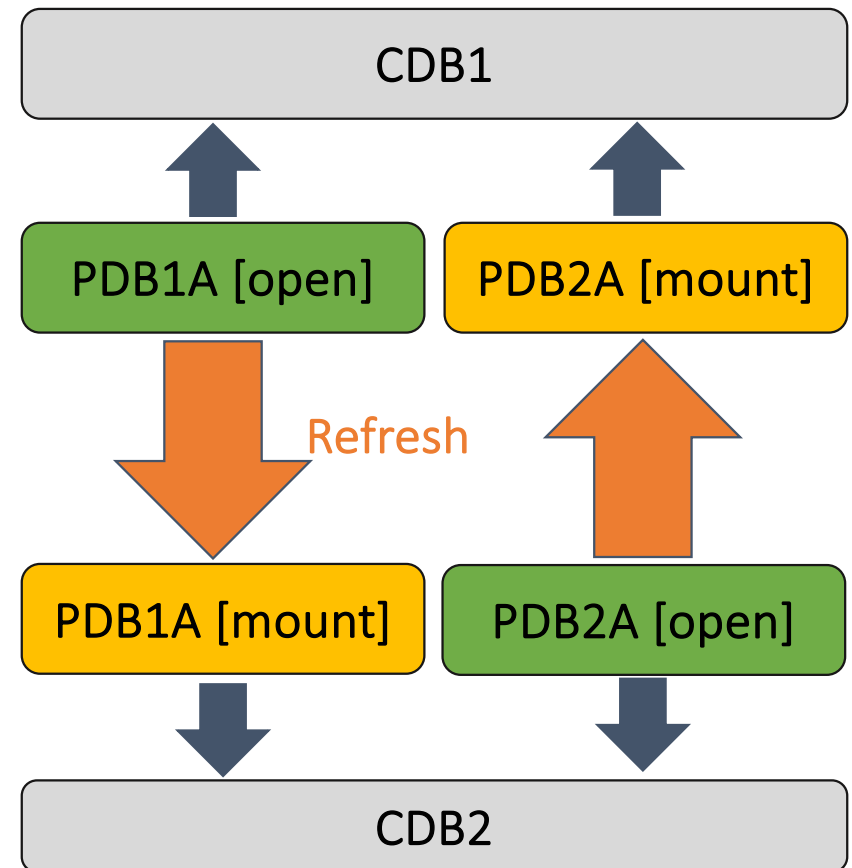 CDB1
PDB1A [open]
PDB2A [mount]
Refresh
PDB1A [mount]
PDB2A [open]
CDB2